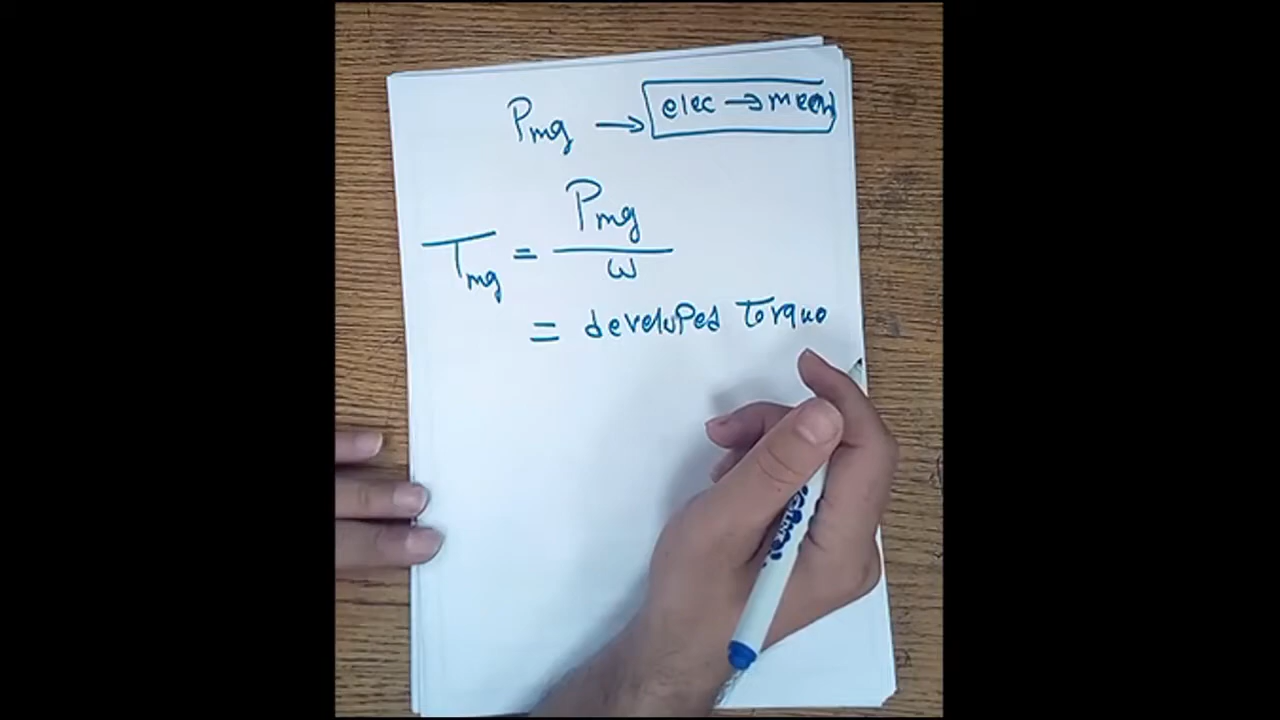 Pmg → elec → mech
Tmg = Pmg / ω
= developed Torque